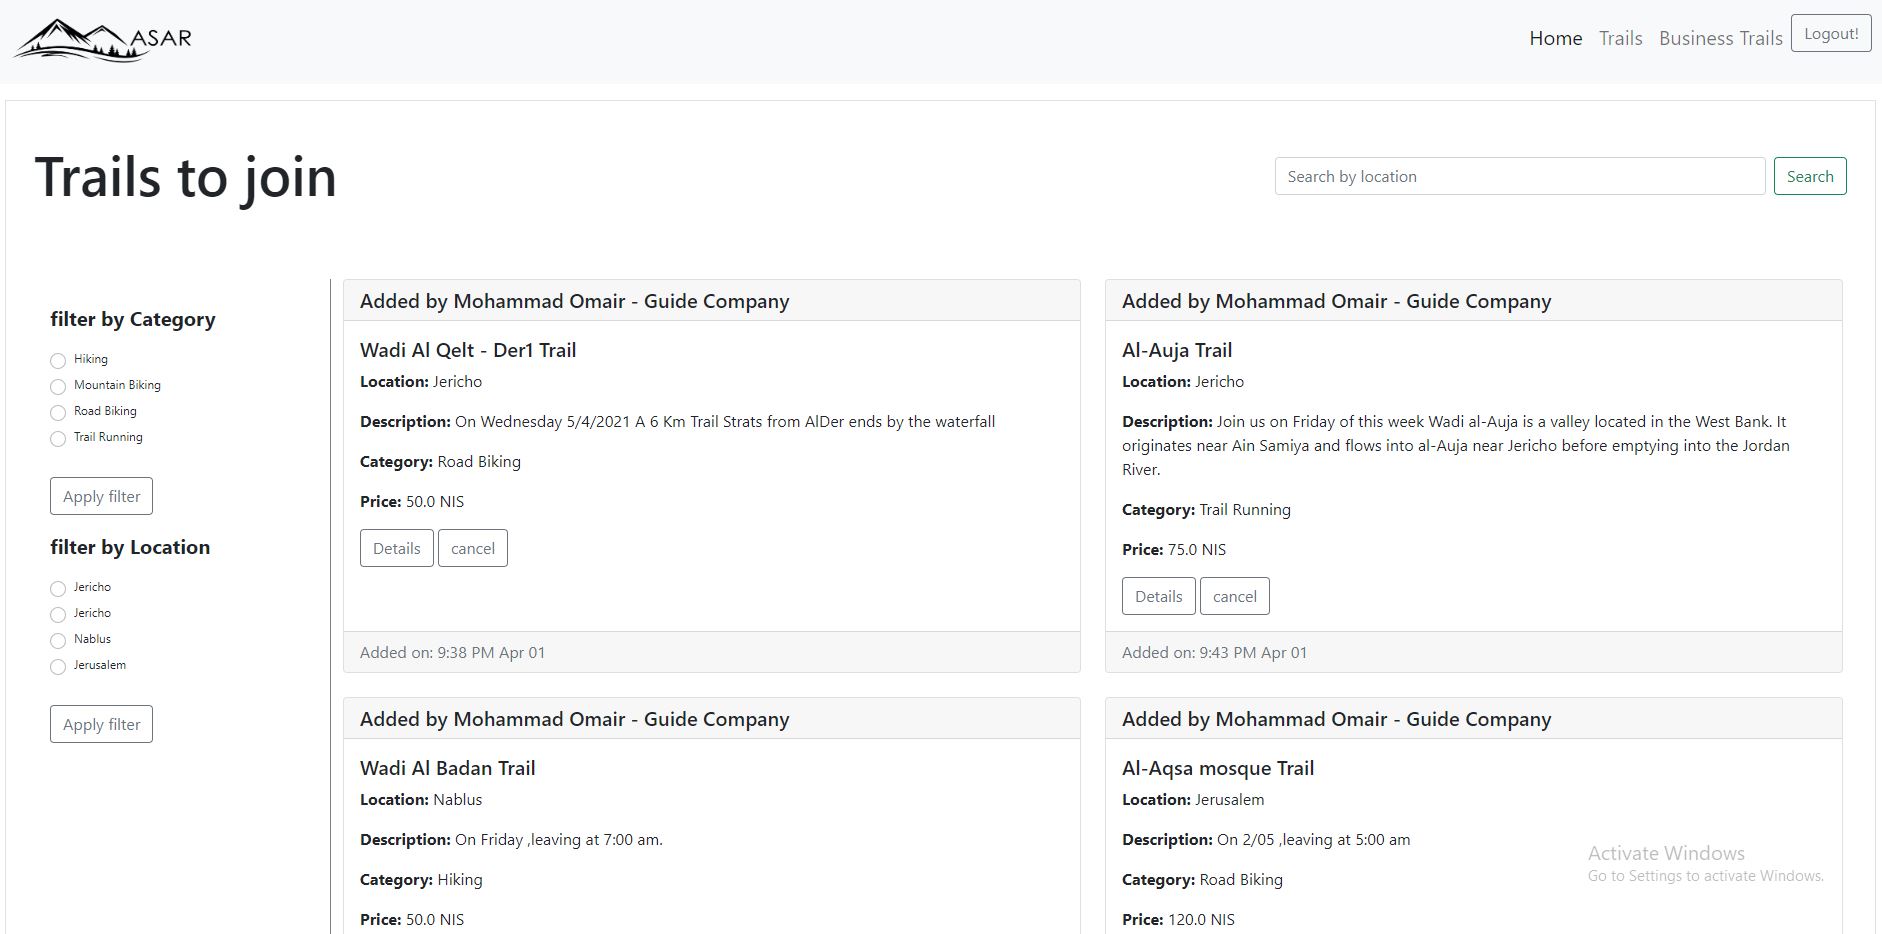 ASAR
Home Trails Business Trails Logout!
Trails to join
Search by location Search
filter by Category
Hiking
Mountain Biking
Road Biking
Trail Running
Apply filter
filter by Location
Jericho
Jericho
Nablus
Jerusalem
Apply filter
Added by Mohammad Omair - Guide Company
Wadi Al Qelt - Der1 Trail
Location: Jericho
Description: On Wednesday 5/4/2021 A 6 Km Trail Strats from AlDer ends by the waterfall
Category: Road Biking
Price: 50.0 NIS
Details cancel
Added on: 9:38 PM Apr 01
Added by Mohammad Omair - Guide Company
Al-Auja Trail
Location: Jericho
Description: Join us on Friday of this week Wadi al-Auja is a valley located in the West Bank. It
originates near Ain Samiya and flows into al-Auja near Jericho before emptying into the Jordan
River.
Category: Trail Running
Price: 75.0 NIS
Details cancel
Added on: 9:43 PM Apr 01
Added by Mohammad Omair - Guide Company
Wadi Al Badan Trail
Location: Nablus
Description: On Friday ,leaving at 7:00 am.
Category: Hiking
Price: 50.0 NIS
Added by Mohammad Omair - Guide Company
Al-Aqsa mosque Trail
Location: Jerusalem
Description: On 2/05 ,leaving at 5:00 am
Category: Road Biking
Price: 120.0 NIS
Activate Windows
Go to Settings to activate Windows.